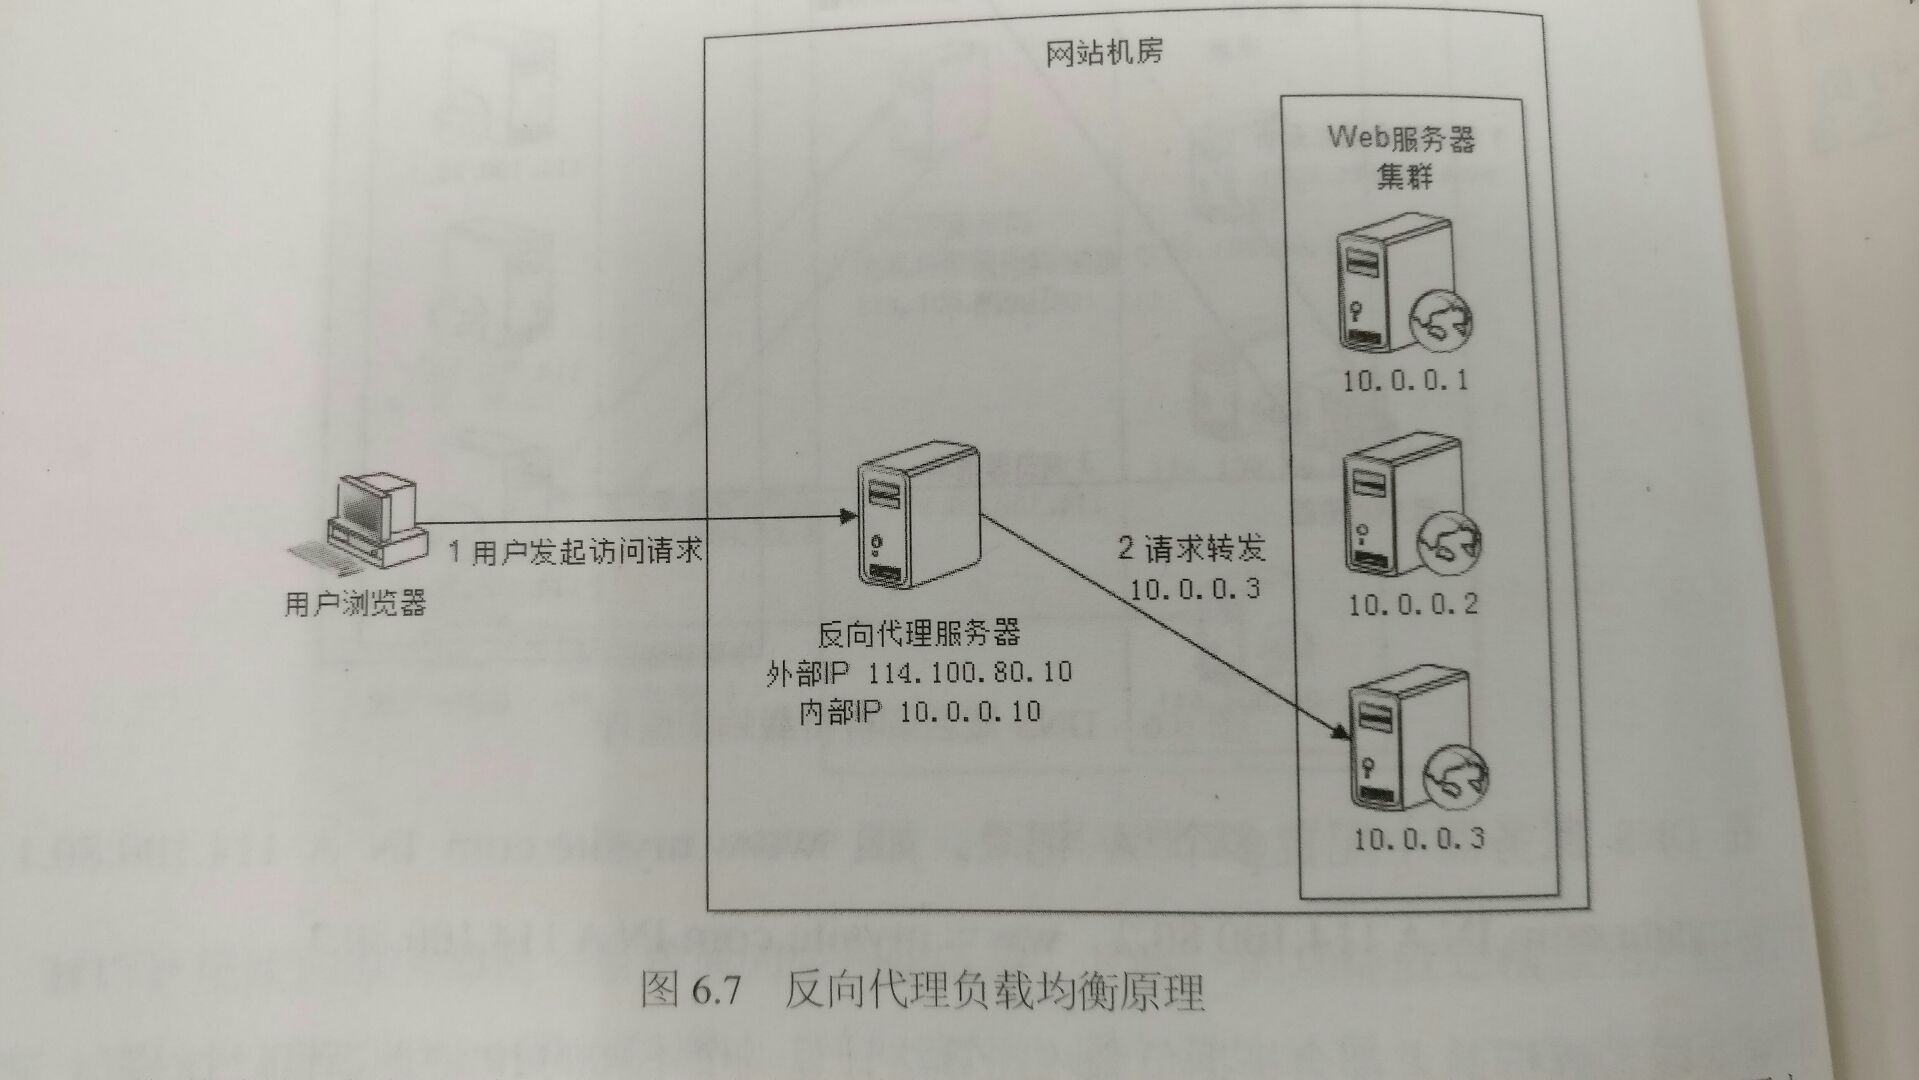 网站机房
Web服务器
集群
10.0.0.1
10.0.0.2
10.0.0.3
1 用户发起访问请求
用户浏览器
2 请求转发
10.0.0.3
反向代理服务器
外部IP 114.100.80.10
内部IP 10.0.0.10
图 6.7 反向代理负载均衡原理